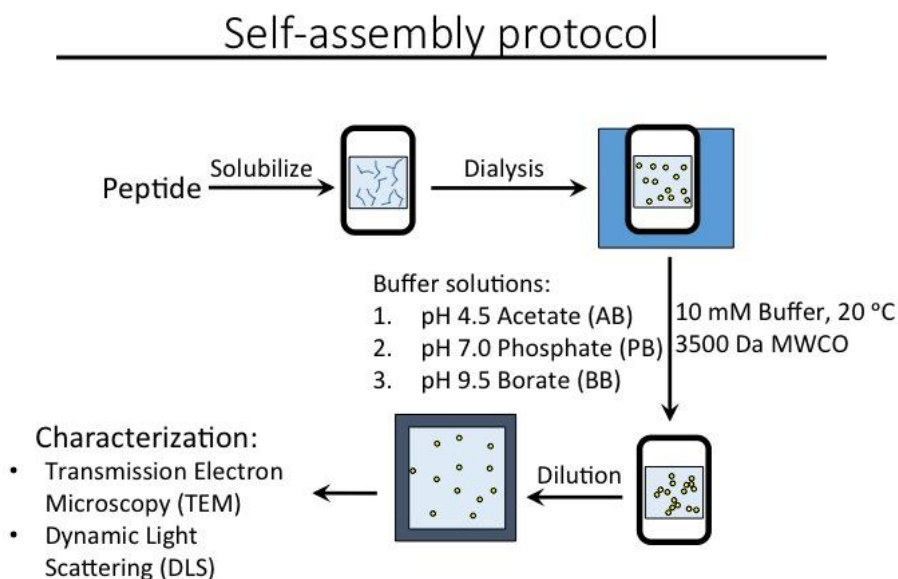 Self-assembly protocol
Peptide
Solubilize
Dialysis
Buffer solutions:
1. pH 4.5 Acetate (AB)
2. pH 7.0 Phosphate (PB)
3. pH 9.5 Borate (BB)
10 mM Buffer, 20 °C
3500 Da MWCO
Dilution
Characterization:
• Transmission Electron
Microscopy (TEM)
• Dynamic Light
Scattering (DLS)